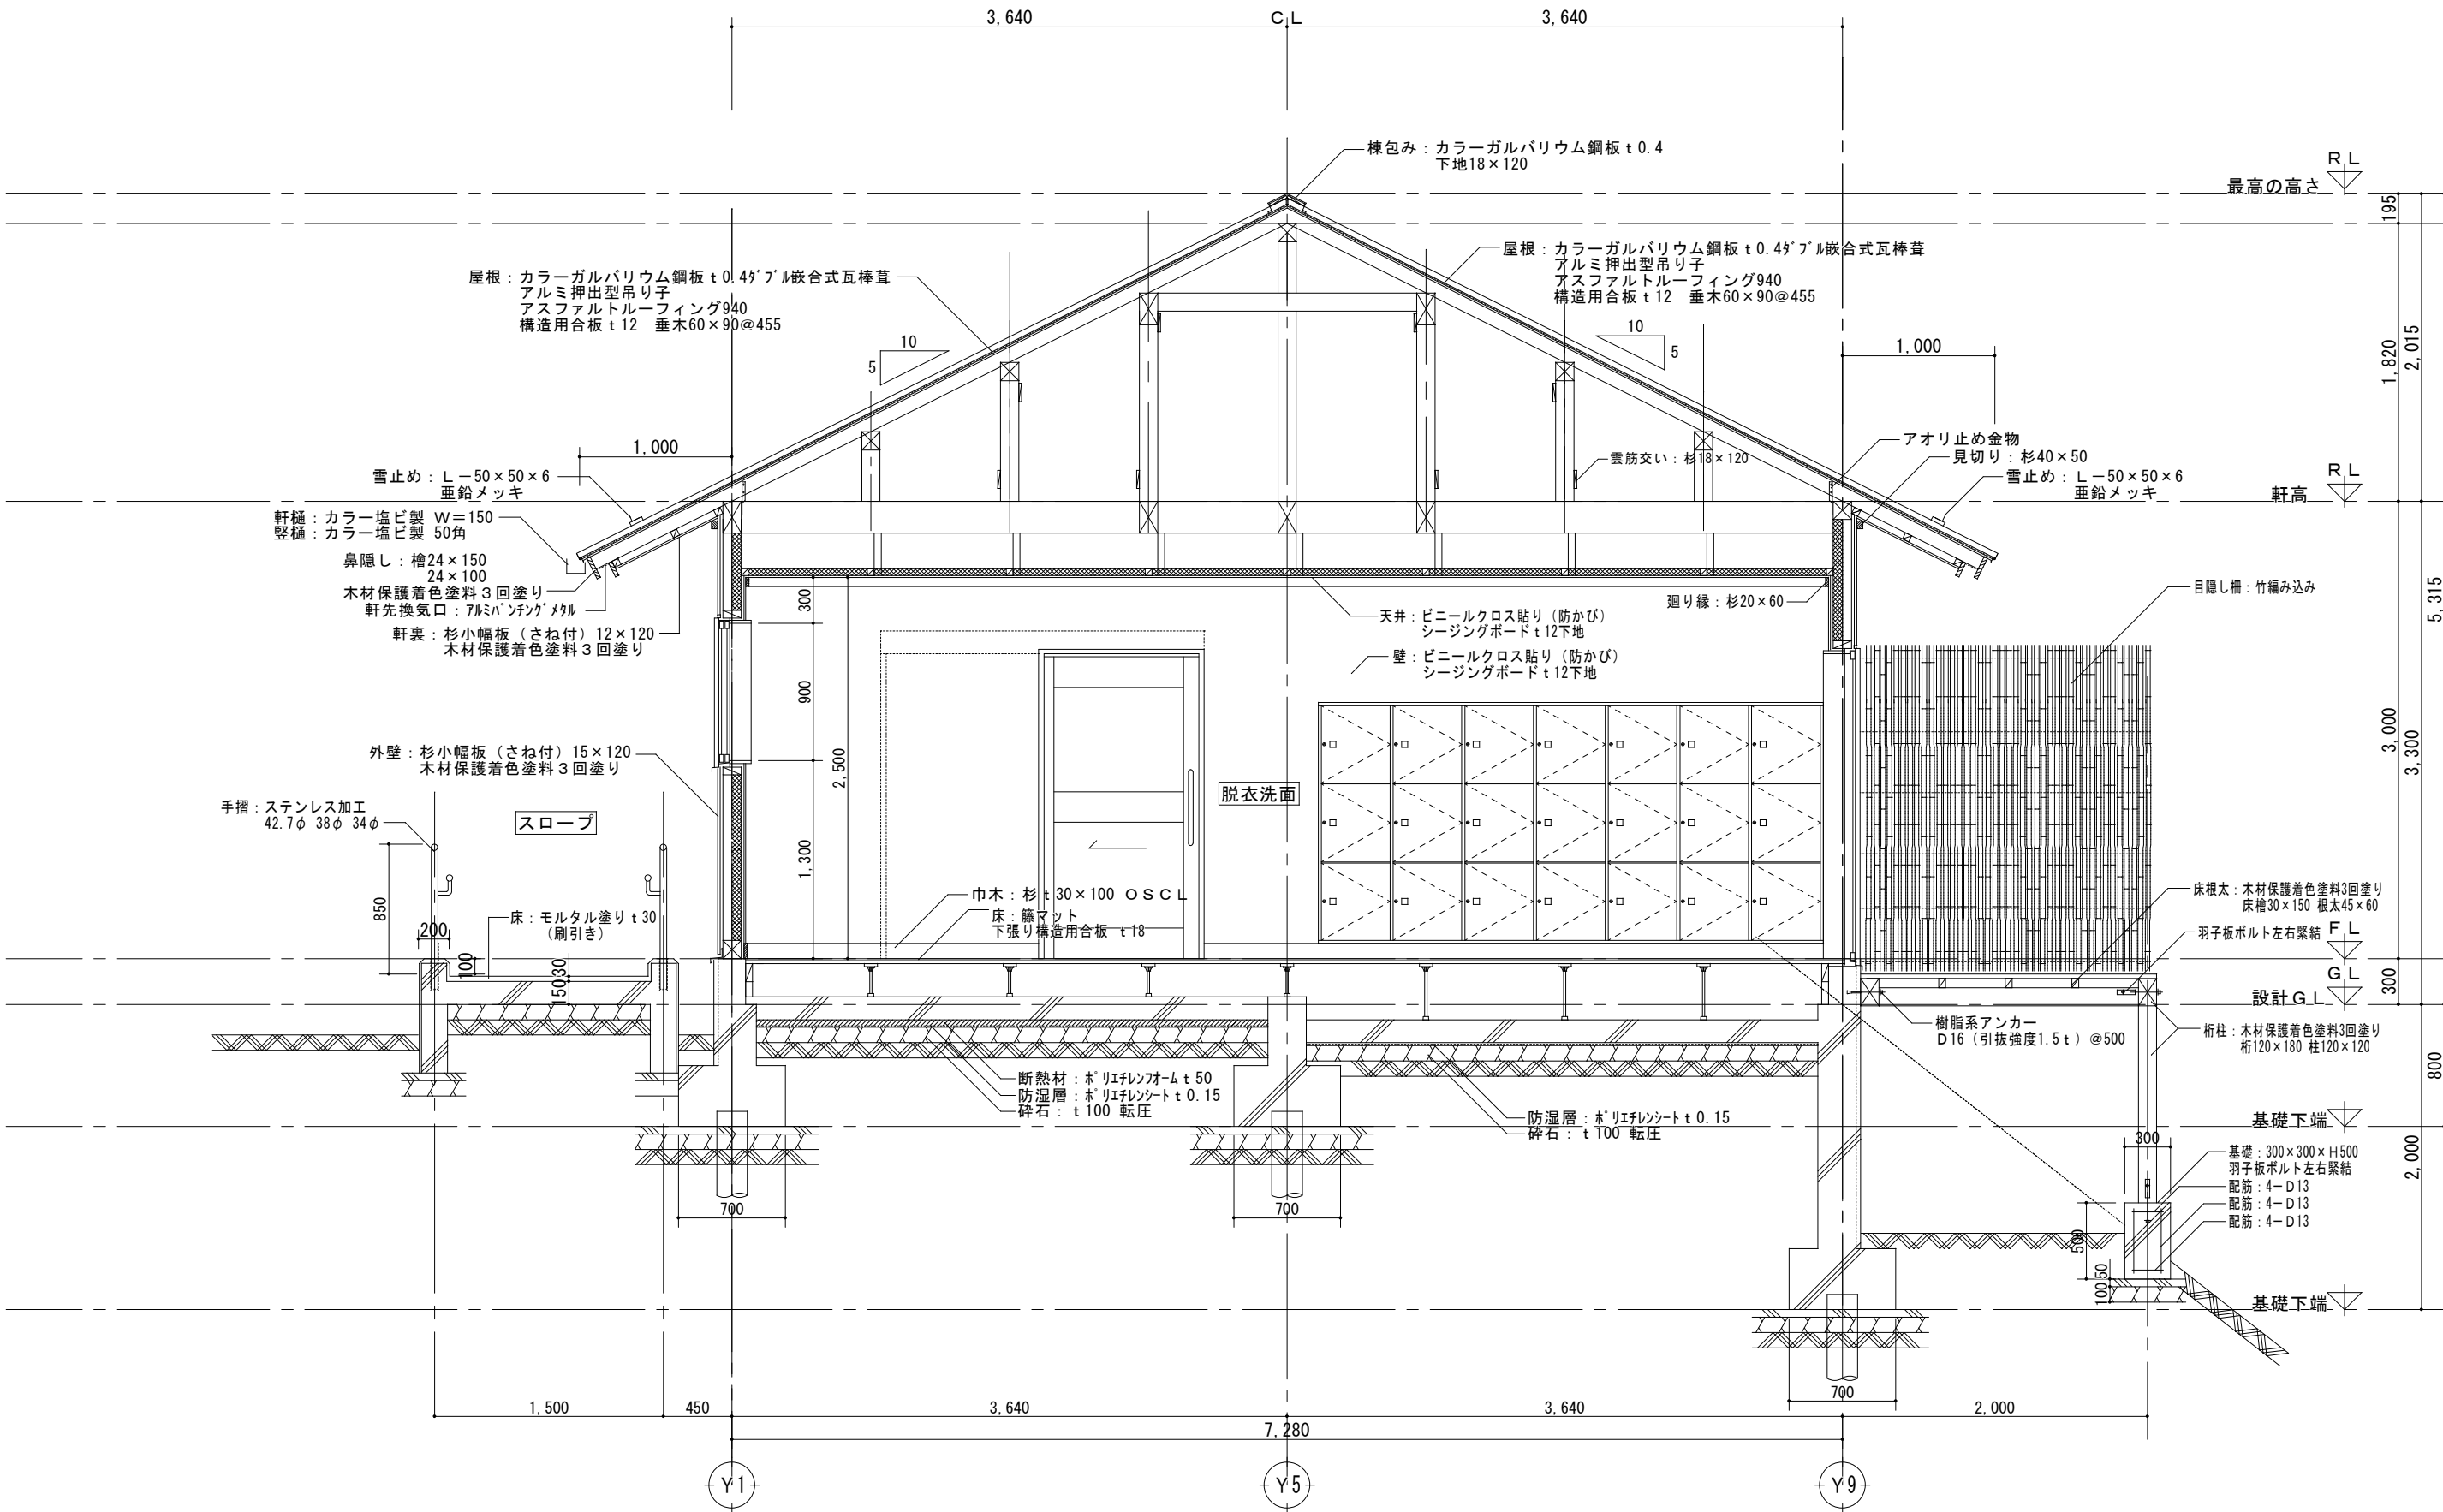 3,640
CL
3,640
棟包み：カラーガルバリウム鋼板ｔ0.4
下地18×120
RL
最高の高さ
195
屋根：カラーガルバリウム鋼板ｔ0.4ﾀﾞﾌﾞﾙ嵌合式瓦棒葺
アルミ押出型吊り子
アスファルトルーフィング940
構造用合板ｔ12　垂木60×90@455
屋根：カラーガルバリウム鋼板ｔ0.4ﾀﾞﾌﾞﾙ嵌合式瓦棒葺
アルミ押出型吊り子
アスファルトルーフィング940
構造用合板ｔ12　垂木60×90@455
10
5
10
5
1,000
1,820
2,015
1,000
アオリ止め金物
見切り：杉40×50
雪止め：Ｌ－50×50×6
亜鉛メッキ
雲筋交い：杉18×120
雪止め：Ｌ－50×50×6
亜鉛メッキ
RL
軒高
軒樋：カラー塩ビ製 Ｗ＝150
竪樋：カラー塩ビ製 50角
鼻隠し：檜24×150
24×100
木材保護着色塗料３回塗り
軒先換気口：ｱﾙﾐﾊﾟﾝﾁﾝｸﾞﾒﾀﾙ
軒裏：杉小幅板（さね付）12×120
木材保護着色塗料３回塗り
300
天井：ビニールクロス貼り（防かび）
シージングボードｔ12下地
廻り縁：杉20×60
壁：ビニールクロス貼り（防かび）
シージングボードｔ12下地
目隠し柵：竹編み込み
5,315
900
2,500
3,000
3,300
外壁：杉小幅板（さね付）15×120
木材保護着色塗料３回塗り
手摺：ステンレス加工
42.7φ 38φ 34φ
スロープ
脱衣洗面
1,300
850
200
100
床：モルタル塗りｔ30
（刷引き）
巾木：杉ｔ30×100 ＯＳＣＬ
床：籐マット
下張り構造用合板 ｔ18
床根太：木材保護着色塗料3回塗り
床檜30×150 根太45×60
羽子板ボルト左右緊結
FL
GL
設計GL
300
30
150
樹脂系アンカー
Ｄ16（引抜強度1.5ｔ）@500
桁柱：木材保護着色塗料3回塗り
桁120×180 柱120×120
断熱材：ﾎﾟﾘｴﾁﾚﾝﾌｫｰﾑｔ50
防湿層：ﾎﾟﾘｴﾁﾚﾝｼｰﾄｔ0.15
砕石：ｔ100 転圧
防湿層：ﾎﾟﾘｴﾁﾚﾝｼｰﾄｔ0.15
砕石：ｔ100 転圧
800
基礎下端
300
基礎：300×300×Ｈ500
羽子板ボルト左右緊結
配筋：4－Ｄ13
配筋：4－Ｄ13
配筋：4－Ｄ13
2,000
700
700
500
50
100
基礎下端
700
1,500
450
3,640
3,640
2,000
7,280
Y1
Y5
Y9